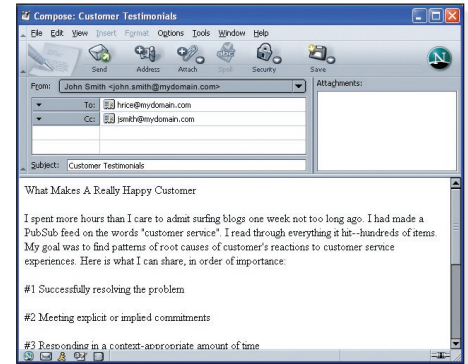 Compose: Customer Testimonials
File Edit View Insert Format Options Tools Window Help
Send Address Attach Spell Security Save
From: John Smith <john.smith@mydomain.com> Attachments:
To: hrice@mydomain.com
Cc: jsmith@mydomain.com
Subject: Customer Testimonials
What Makes A Really Happy Customer
I spent more hours than I care to admit surfing blogs one week not too long ago. I had made a
PubSub feed on the words "customer service". I read through everything it hit--hundreds of items.
My goal was to find patterns of root causes of customer's reactions to customer service
experiences. Here is what I can share, in order of importance:
#1 Successfully resolving the problem
#2 Meeting explicit or implied commitments
#3 Responding in a context-appropriate amount of time